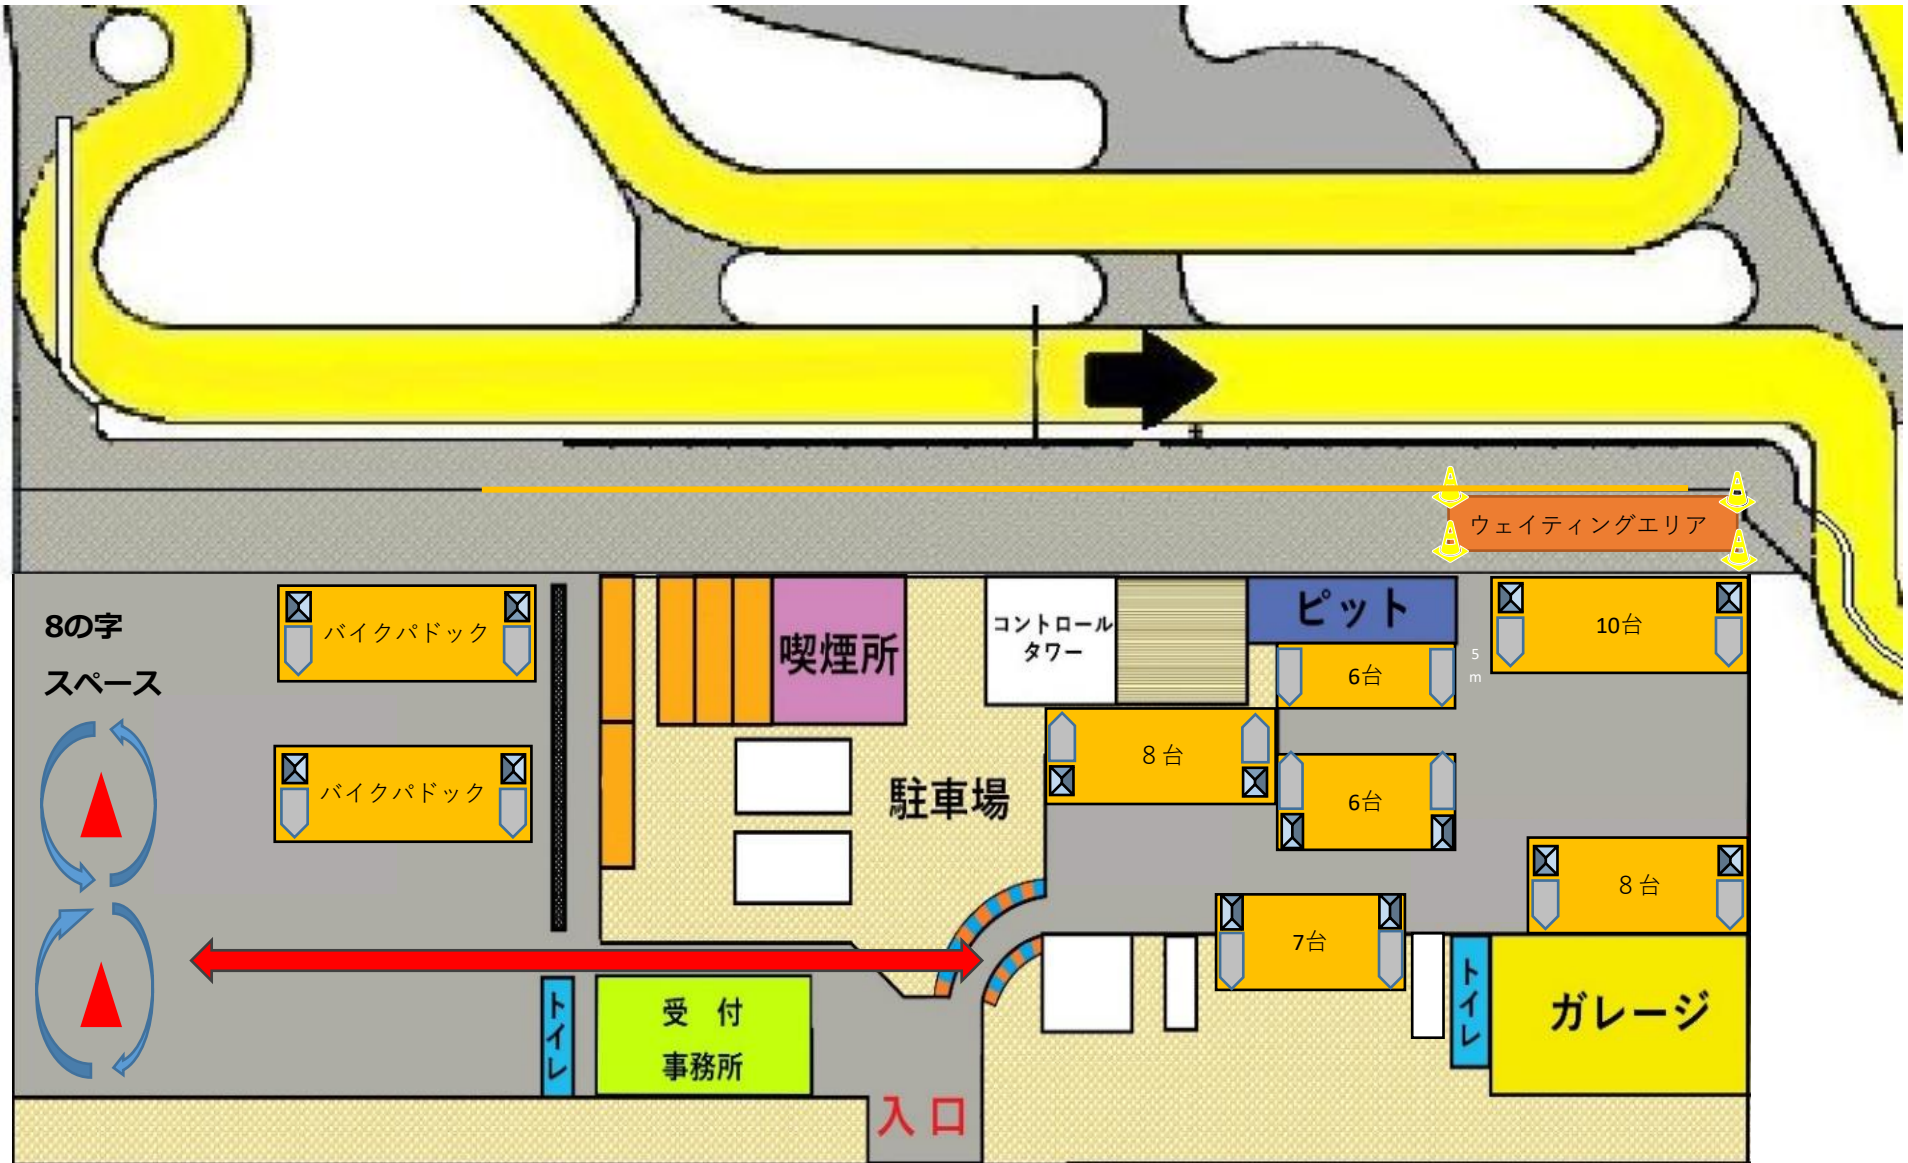 ウェイティングエリア
8の字
スペース
バイクパドック
バイクパドック
喫煙所
コントロール
タワー
ピット
6台
5
m
10台
8台
6台
駐車場
8台
7台
トイレ
受 付
事務所
トイレ
ガレージ
入口